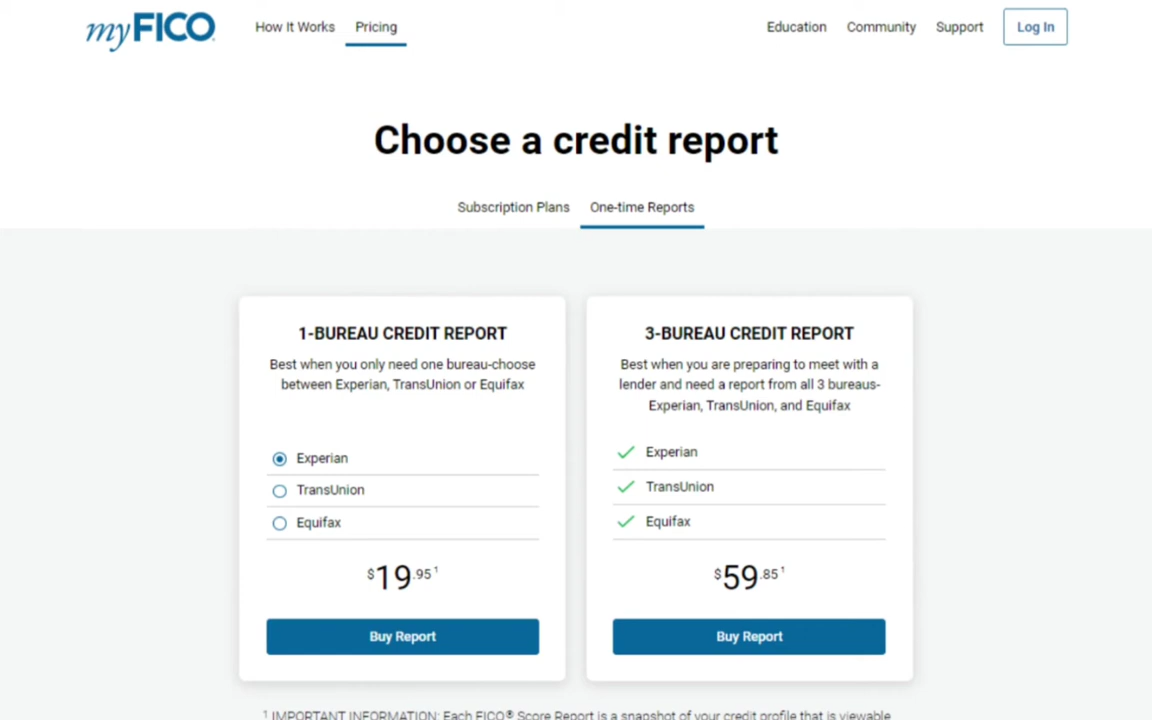 myFICO
How It Works
Pricing
Education
Community
Support
Log In
Choose a credit report
Subscription Plans
One-time Reports
1-BUREAU CREDIT REPORT
Best when you only need one bureau-choose
between Experian, TransUnion or Equifax
Experian
TransUnion
Equifax
$19.95¹
Buy Report
3-BUREAU CREDIT REPORT
Best when you are preparing to meet with a
lender and need a report from all 3 bureaus-
Experian, TransUnion, and Equifax
Experian
TransUnion
Equifax
$59.85¹
Buy Report
¹ IMPORTANT INFORMATION: Each FICO® Score Report is a snapshot of your credit profile that is viewable